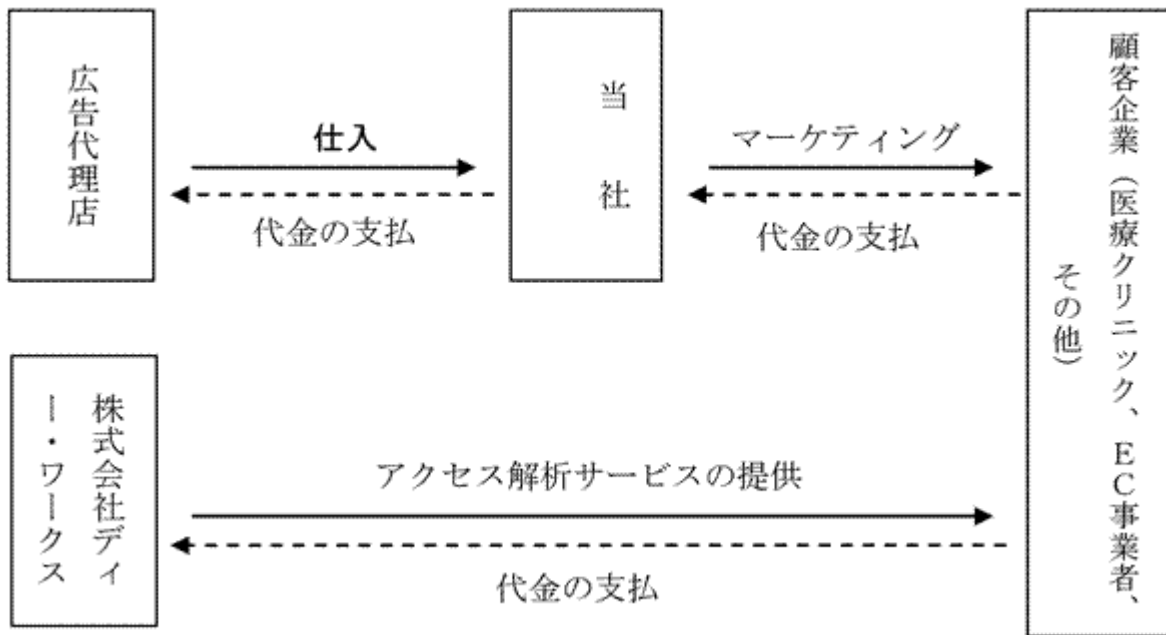 広告代理店
仕入
代金の支払
当社
マーケティング
代金の支払
顧客企業（医療クリニック、EC事業者、
その他）
株式会社ディ
ー・ワークス
アクセス解析サービスの提供
代金の支払